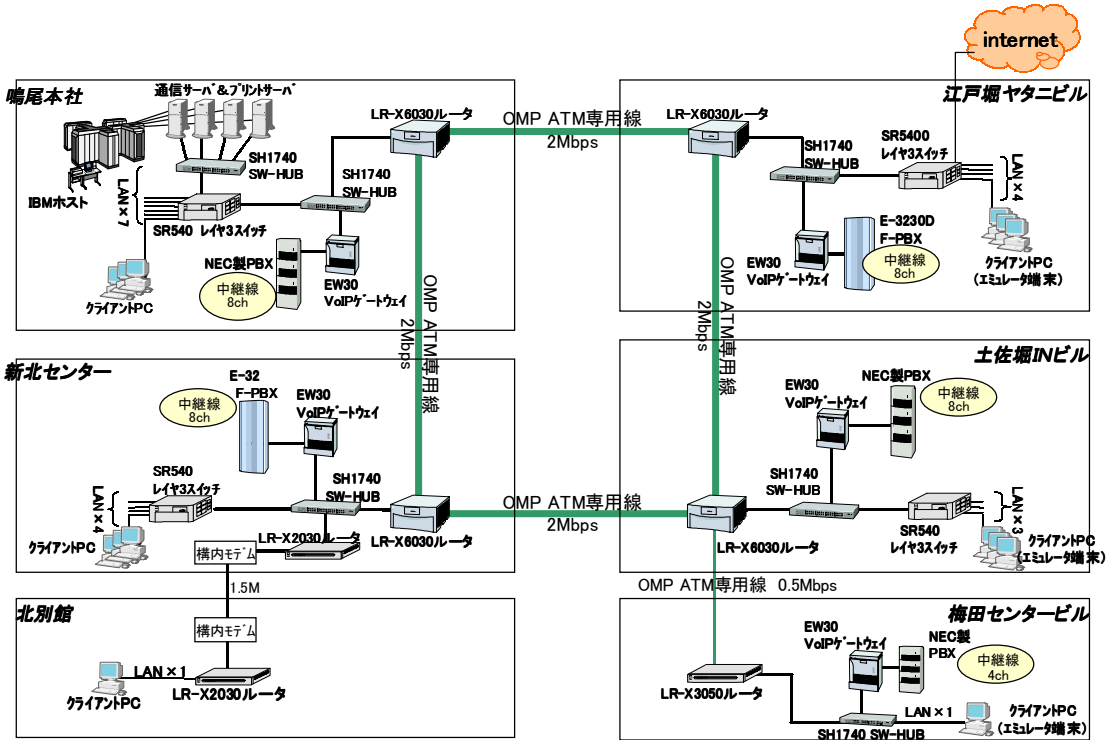 internet
鳴尾本社
通信サーバ&プリントサーバ
SH1740
SW-HUB
IBMホスト
LAN×7
SR540 レイヤ3スイッチ
クライアントPC
SH1740
SW-HUB
LR-X6030ルータ
NEC製PBX
中継線
8ch
EW30
VoIPゲートウェイ
OMP ATM専用線
2Mbps
江戸堀ヤタニビル
LR-X6030ルータ
SH1740
SW-HUB
SR5400
レイヤ3スイッチ
LAN×4
E-3230D
F-PBX
中継線
8ch
EW30
VoIPゲートウェイ
クライアントPC
(エミュレータ端末)
OMP ATM専用線
2Mbps
OMP ATM専用線
2Mbps
新北センター
E-32
F-PBX
中継線
8ch
EW30
VoIPゲートウェイ
SR540
レイヤ3スイッチ
LAN×4
クライアントPC
SH1740
SW-HUB
LR-X2030ルータ
LR-X6030ルータ
構内モデム
1.5M
OMP ATM専用線
2Mbps
土佐堀INビル
EW30
VoIPゲートウェイ
NEC製PBX
中継線
8ch
SH1740
SW-HUB
LR-X6030ルータ
SR540
レイヤ3スイッチ
LAN×3
クライアントPC
(エミュレータ端末)
OMP ATM専用線 0.5Mbps
北別館
構内モデム
LAN×1
クライアントPC
LR-X2030ルータ
梅田センタービル
EW30
VoIPゲートウェイ
NEC製
PBX
中継線
4ch
LR-X3050ルータ
LAN×1
SH1740 SW-HUB
クライアントPC
(エミュレータ端末)